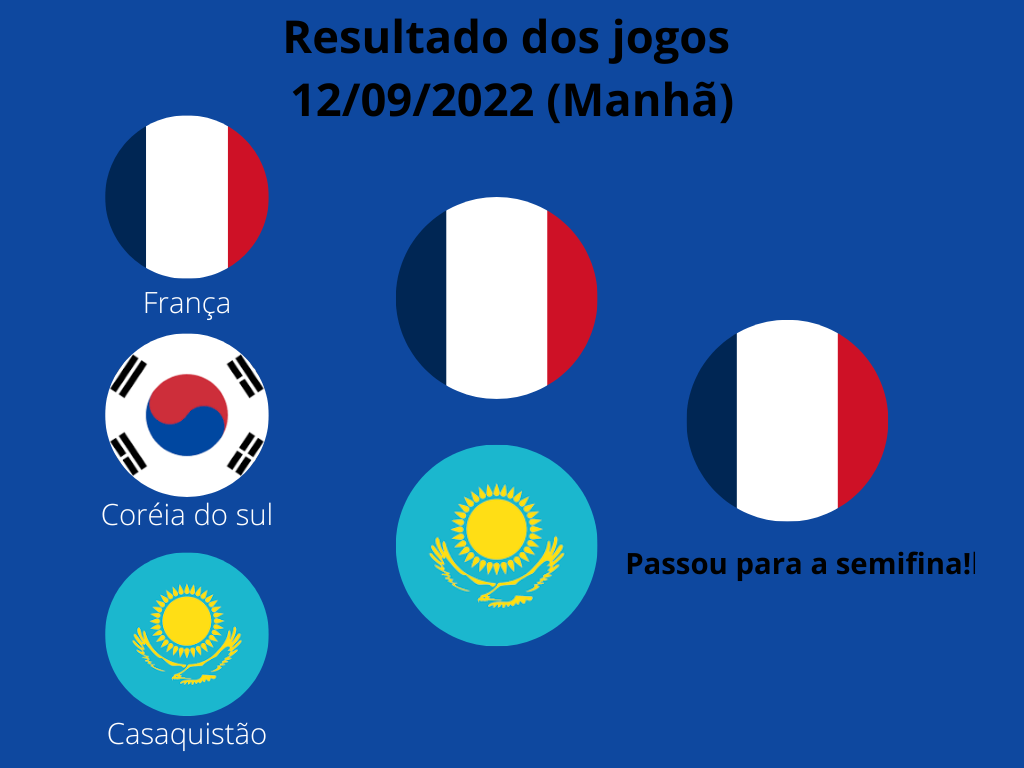 Resultado dos jogos
12/09/2022 (Manhã)
França
Coréia do sul
Casaquistão
Passou para a semifina!l